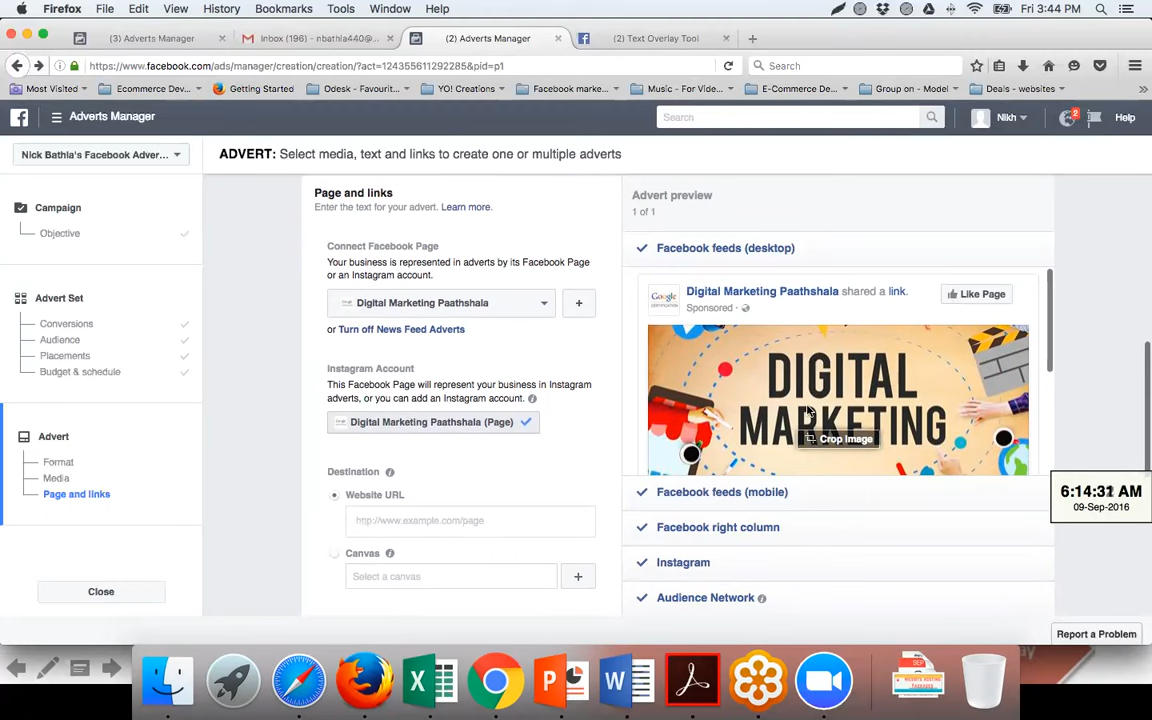 Firefox File Edit View History Bookmarks Tools Window Help Fri 3:44 PM
(3) Adverts Manager Inbox (196) - nbathla440@... (2) Adverts Manager (2) Text Overlay Tool
https://www.facebook.com/ads/manager/creation/creation/?act=124355611292285&pid=p1 Search
Most Visited Ecommerce Dev... Getting Started Odesk - Favourit... YO! Creations Facebook marke... Music - For Vide... E-Commerce De... Group on - Model Deals - websites
Adverts Manager Search Nikh 2 Help
Nick Bathla's Facebook Adver... ADVERT: Select media, text and links to create one or multiple adverts
Campaign
Objective
Advert Set
Conversions
Audience
Placements
Budget & schedule
Advert
Format
Media
Page and links
Close
Page and links
Enter the text for your advert. Learn more.
Connect Facebook Page
Your business is represented in adverts by its Facebook Page
or an Instagram account.
Digital Marketing Paathshala +
or Turn off News Feed Adverts
Instagram Account
This Facebook Page will represent your business in Instagram
adverts, or you can add an Instagram account.
Digital Marketing Paathshala (Page)
Destination
Website URL
http://www.example.com/page
Canvas
Select a canvas +
Advert preview
1 of 1
Facebook feeds (desktop)
Google
Digital Marketing Paathshala shared a link.
Sponsored
Like Page
DIGITAL
MARKETING
Crop Image
Facebook feeds (mobile)
Facebook right column
Instagram
Audience Network
AM
09-Sep-2016
Report a Problem